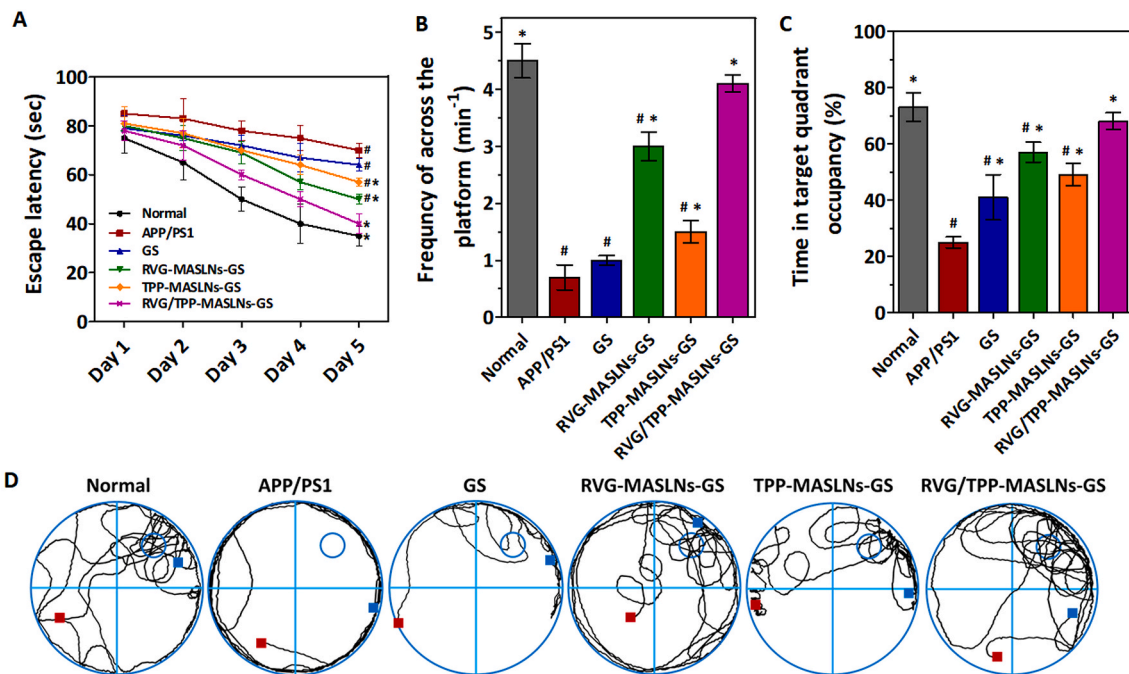 A
Escape latency (sec)
100
80
60
40
20
0
Normal
APP/PS1
GS
RVG-MASLNs-GS
TPP-MASLNs-GS
RVG/TPP-MASLNs-GS
#
#
#*
#*
*
*
Day 1
Day 2
Day 3
Day 4
Day 5
B
Frequncy of across the
platform (min⁻¹)
5
4
3
2
1
0
*
#
#
# *
# *
*
Normal
APP/PS1
GS
RVG-MASLNs-GS
TPP-MASLNs-GS
RVG/TPP-MASLNs-GS
C
Time in target quadrant
occupancy (%)
100
80
60
40
20
0
*
#
# *
# *
# *
*
Normal
APP/PS1
GS
RVG-MASLNs-GS
TPP-MASLNs-GS
RVG/TPP-MASLNs-GS
D
Normal
APP/PS1
GS
RVG-MASLNs-GS
TPP-MASLNs-GS
RVG/TPP-MASLNs-GS